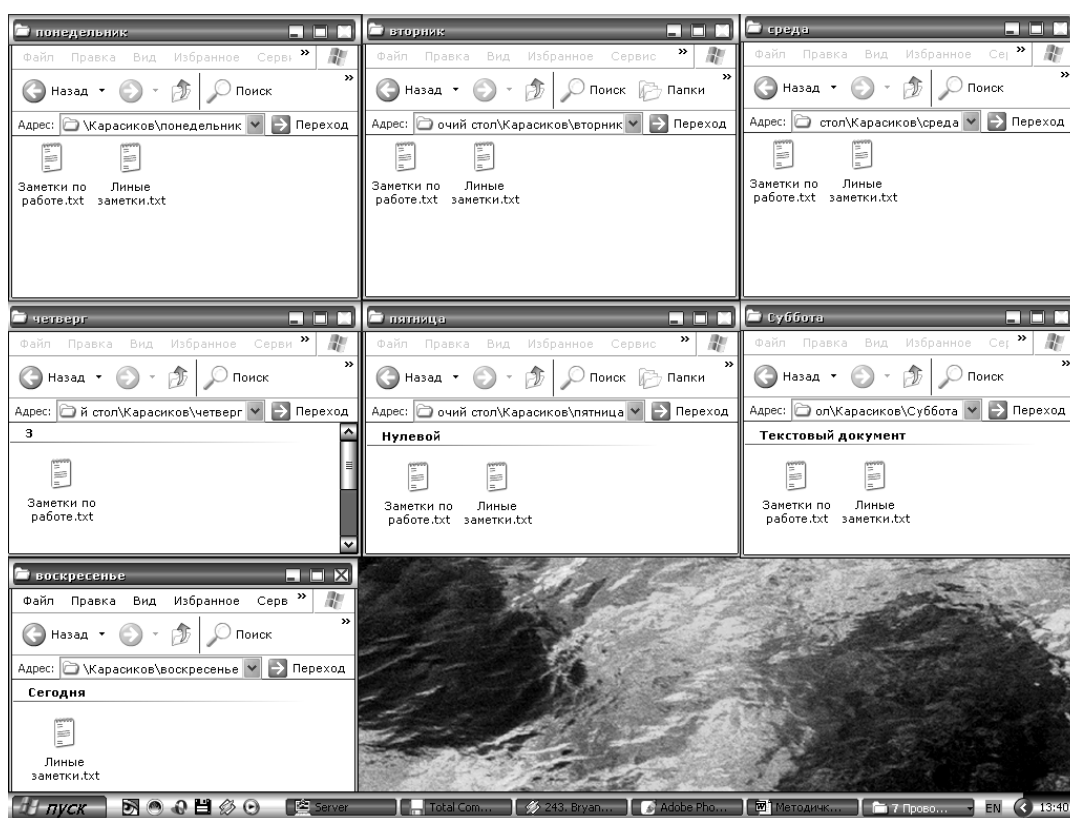 понедельник
Файл Правка Вид Избранное Серви »
Назад Поиск »
Адрес: \Карасиков\понедельник Переход
Заметки по работе.txt
Линые заметки.txt
вторник
Файл Правка Вид Избранное Сервис »
Назад Поиск Папки »
Адрес: очий стол\Карасиков\вторник Переход
Заметки по работе.txt
Линые заметки.txt
среда
Файл Правка Вид Избранное Сер »
Назад Поиск »
Адрес: стол\Карасиков\среда Переход
Заметки по работе.txt
Линые заметки.txt
четверг
Файл Правка Вид Избранное Серви »
Назад Поиск »
Адрес: й стол\Карасиков\четверг Переход
З
Заметки по работе.txt
пятница
Файл Правка Вид Избранное Сервис »
Назад Поиск Папки »
Адрес: очий стол\Карасиков\пятница Переход
Нулевой
Заметки по работе.txt
Линые заметки.txt
Суббота
Файл Правка Вид Избранное Сер »
Назад Поиск »
Адрес: ол\Карасиков\Суббота Переход
Текстовый документ
Заметки по работе.txt
Линые заметки.txt
воскресенье
Файл Правка Вид Избранное Серв »
Назад Поиск »
Адрес: \Карасиков\воскресенье Переход
Сегодня
Линые заметки.txt
пуск Server Total Com... 243. Bryan... Adobe Pho... Методичк... 7 Прово... EN 13:40